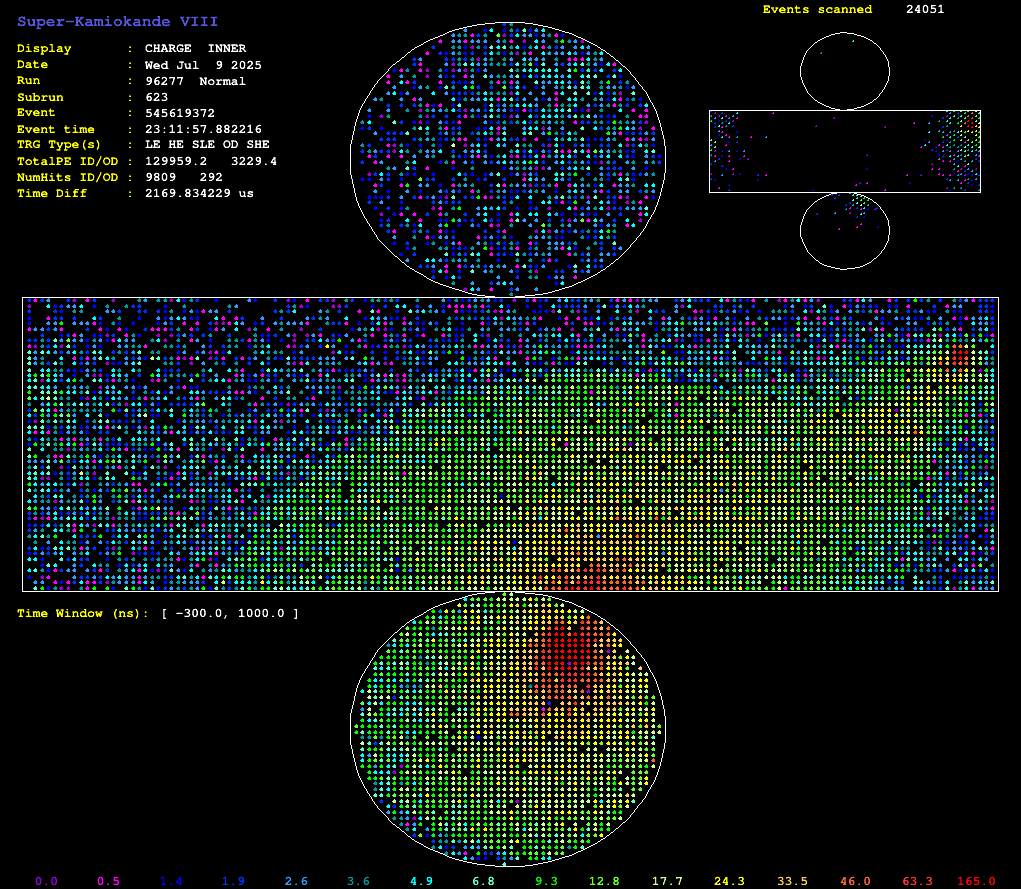 Super-Kamiokande VIII
Display : CHARGE INNER
Date : Wed Jul 9 2025
Run : 96277 Normal
Subrun : 623
Event : 545619372
Event time : 23:11:57.882216
TRG Type(s) : LE HE SLE OD SHE
TotalPE ID/OD : 129959.2 3229.4
NumHits ID/OD : 9809 292
Time Diff : 2169.834229 us
Events scanned 24051
Time Window (ns): [ −300.0, 1000.0 ]
0.0 0.5 1.4 1.9 2.6 3.6 4.9 6.8 9.3 12.8 17.7 24.3 33.5 46.0 63.3 165.0